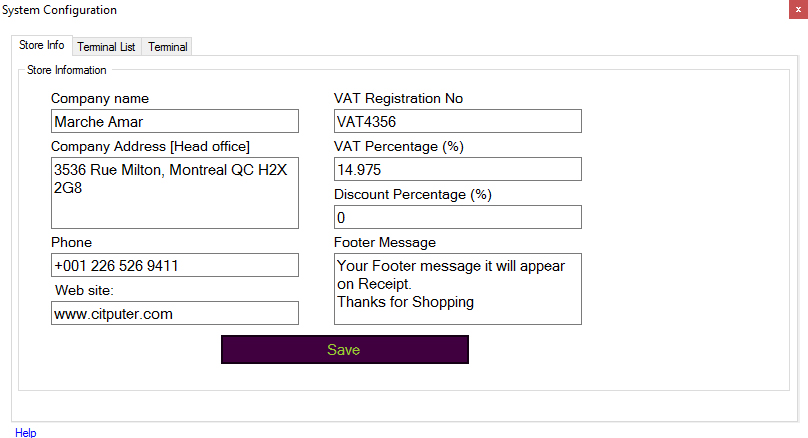 System Configuration
x
Store Info
Terminal List
Terminal
Store Information
Company name
Marche Amar
Company Address [Head office]
3536 Rue Milton, Montreal QC H2X
2G8
Phone
+001 226 526 9411
Web site:
www.citputer.com
VAT Registration No
VAT4356
VAT Percentage (%)
14.975
Discount Percentage (%)
0
Footer Message
Your Footer message it will appear
on Receipt.
Thanks for Shopping
Save
Help